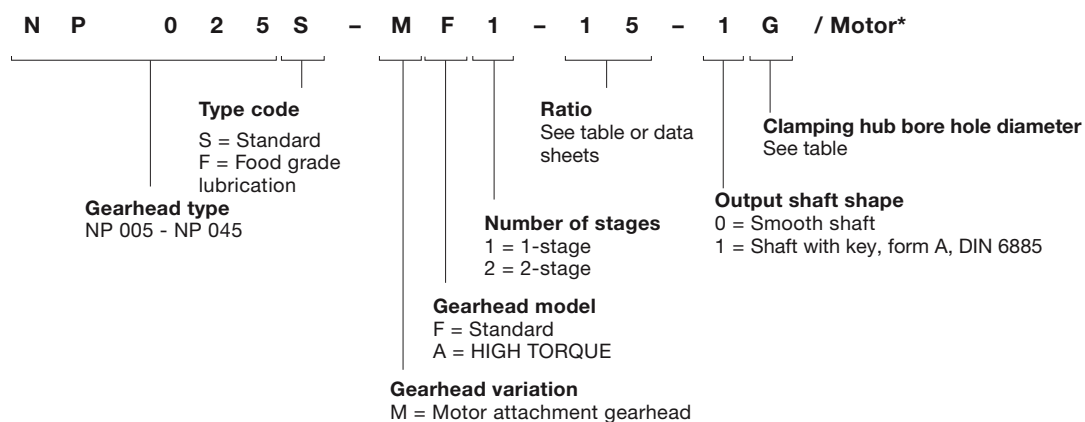 N P 0 2 5 S – M F 1 – 1 5 – 1 G / Motor*
Type code
S = Standard
F = Food grade
lubrication
Gearhead type
NP 005 - NP 045
Ratio
See table or data
sheets
Clamping hub bore hole diameter
See table
Output shaft shape
0 = Smooth shaft
1 = Shaft with key, form A, DIN 6885
Number of stages
1 = 1-stage
2 = 2-stage
Gearhead model
F = Standard
A = HIGH TORQUE
Gearhead variation
M = Motor attachment gearhead